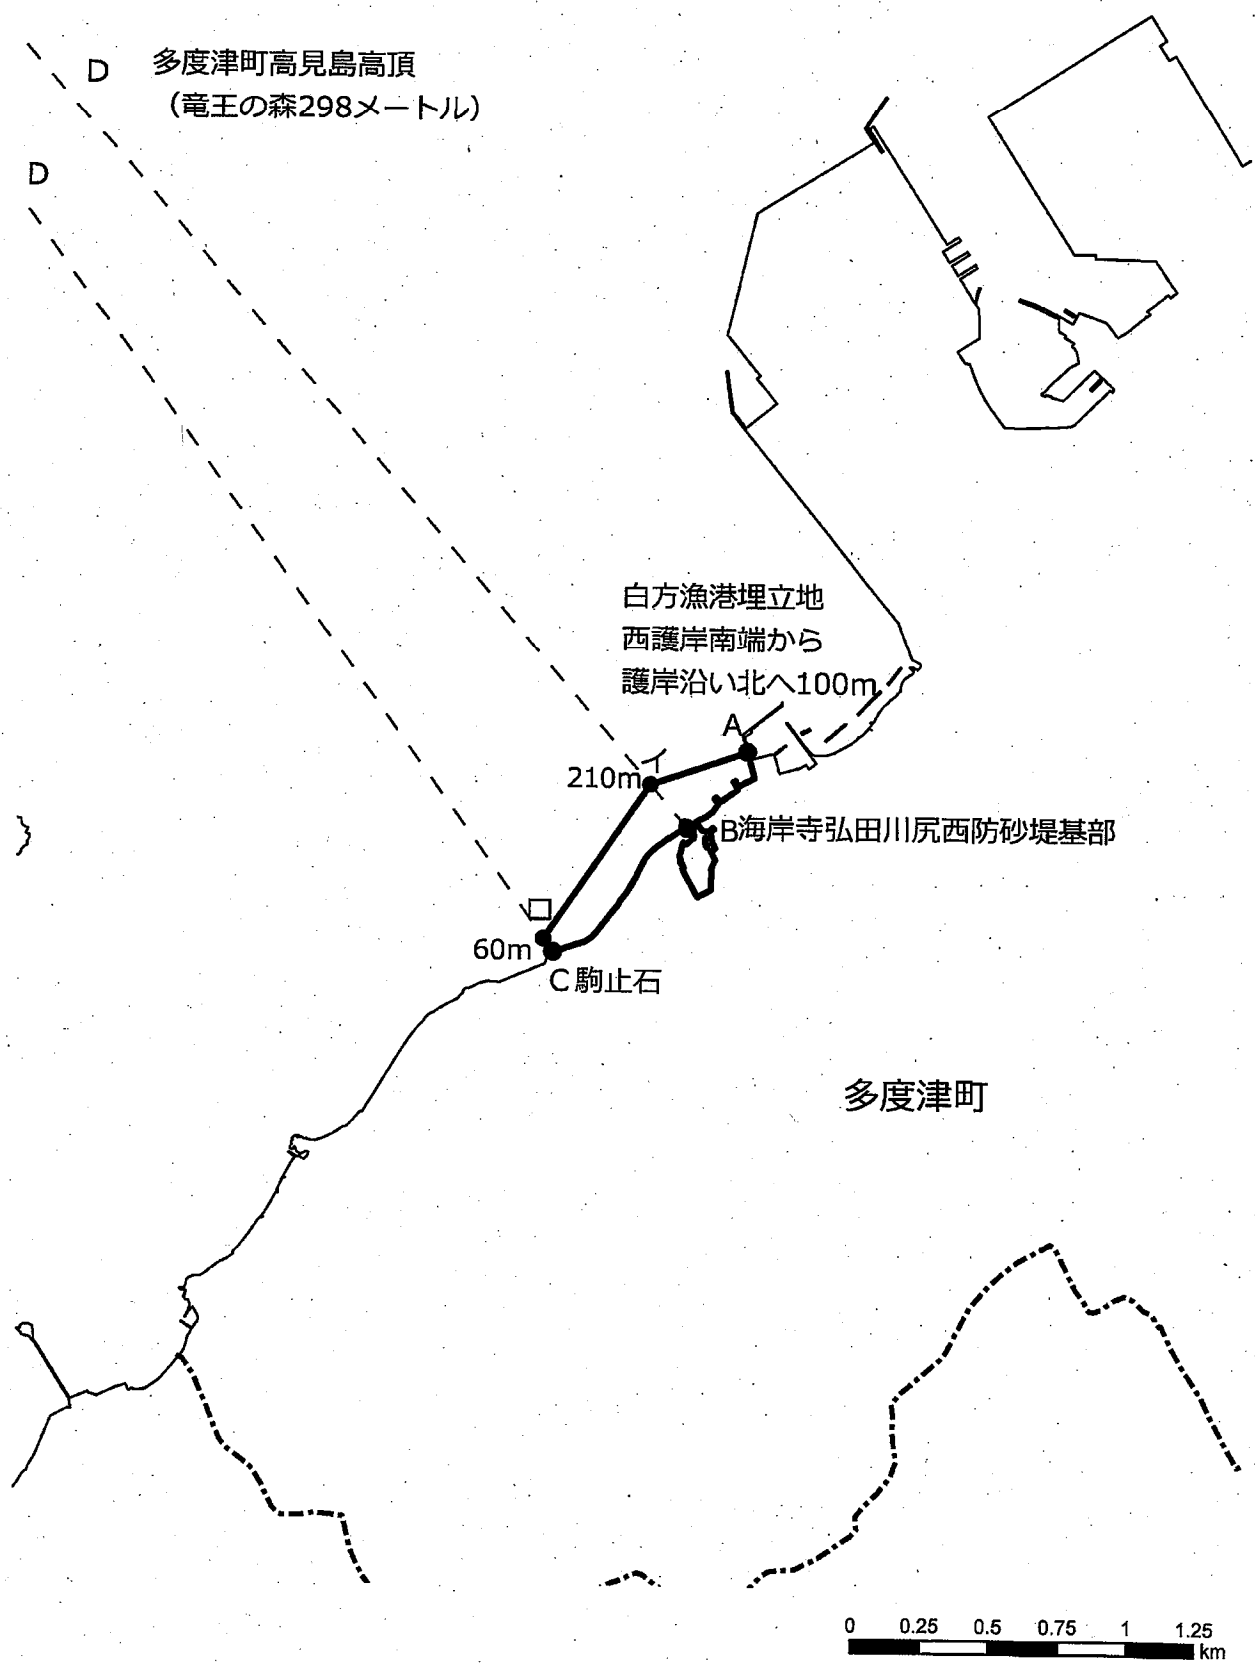 D
多度津町高見島高頂
（竜王の森298メートル）
D
白方漁港埋立地
西護岸南端から
護岸沿い北へ100m
A
イ
210m
B海岸寺弘田川尻西防砂堤基部
ロ
60m
C駒止石
多度津町
0 0.25 0.5 0.75 1 1.25
km